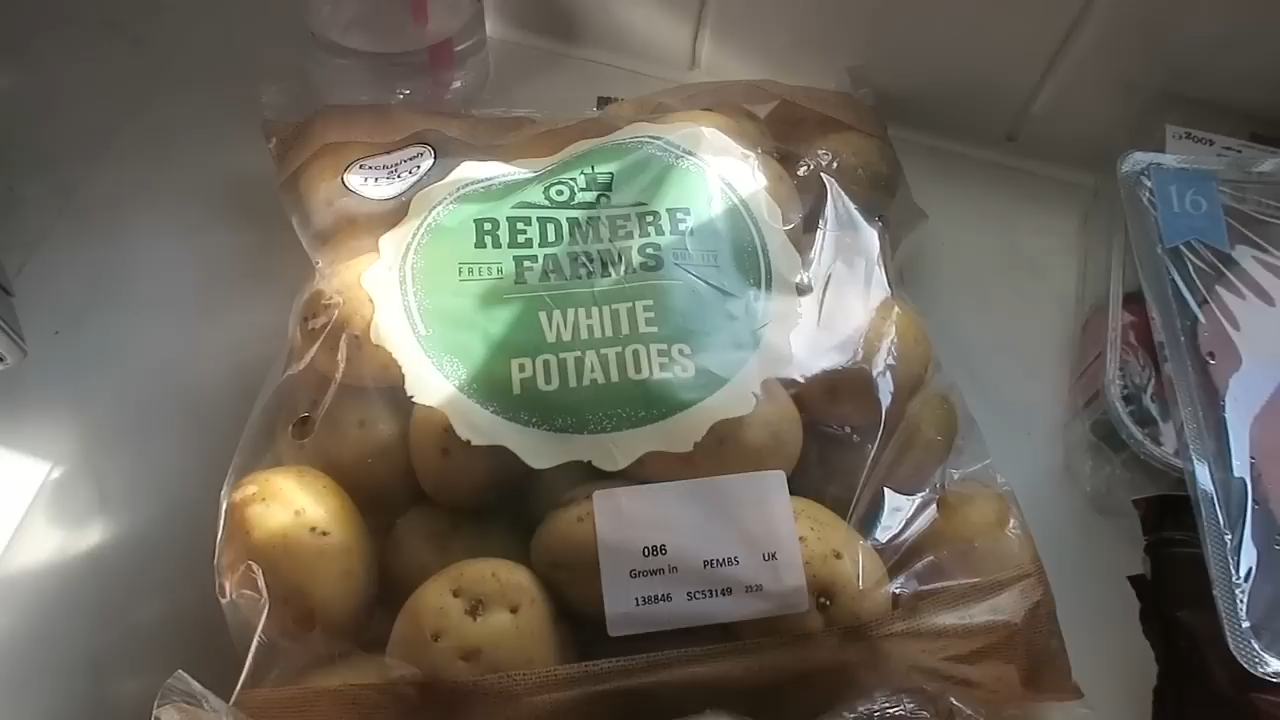 Exclusively
at
TESCO
REDMERE
FARMS
FRESH
QUALITY
WHITE
POTATOES
086
Grown in PEMBS UK
138846 SC53149 23:20
16